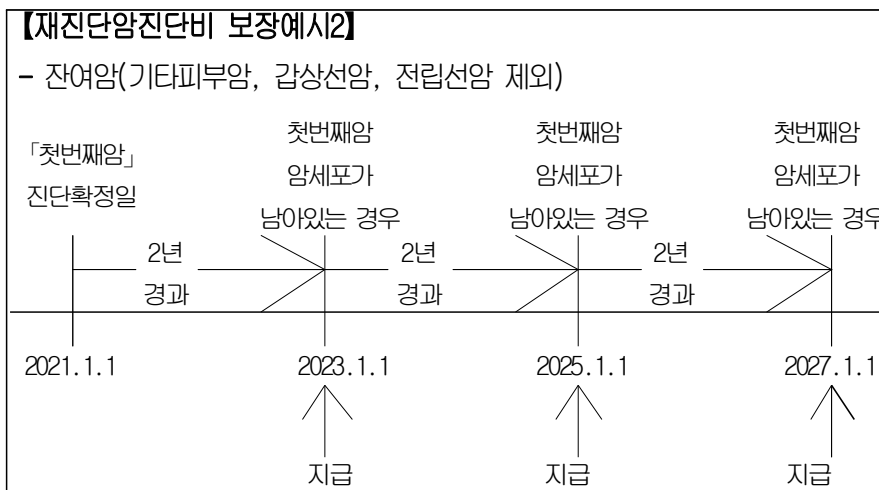 【재진단암진단비 보장예시2】
- 잔여암(기타피부암, 갑상선암, 전립선암 제외)
「첫번째암」
진단확정일
첫번째암
암세포가
남아있는 경우
첫번째암
암세포가
남아있는 경우
첫번째암
암세포가
남아있는 경우
2년
경과
2년
경과
2년
경과
2021.1.1
2023.1.1
2025.1.1
2027.1.1
지급
지급
지급